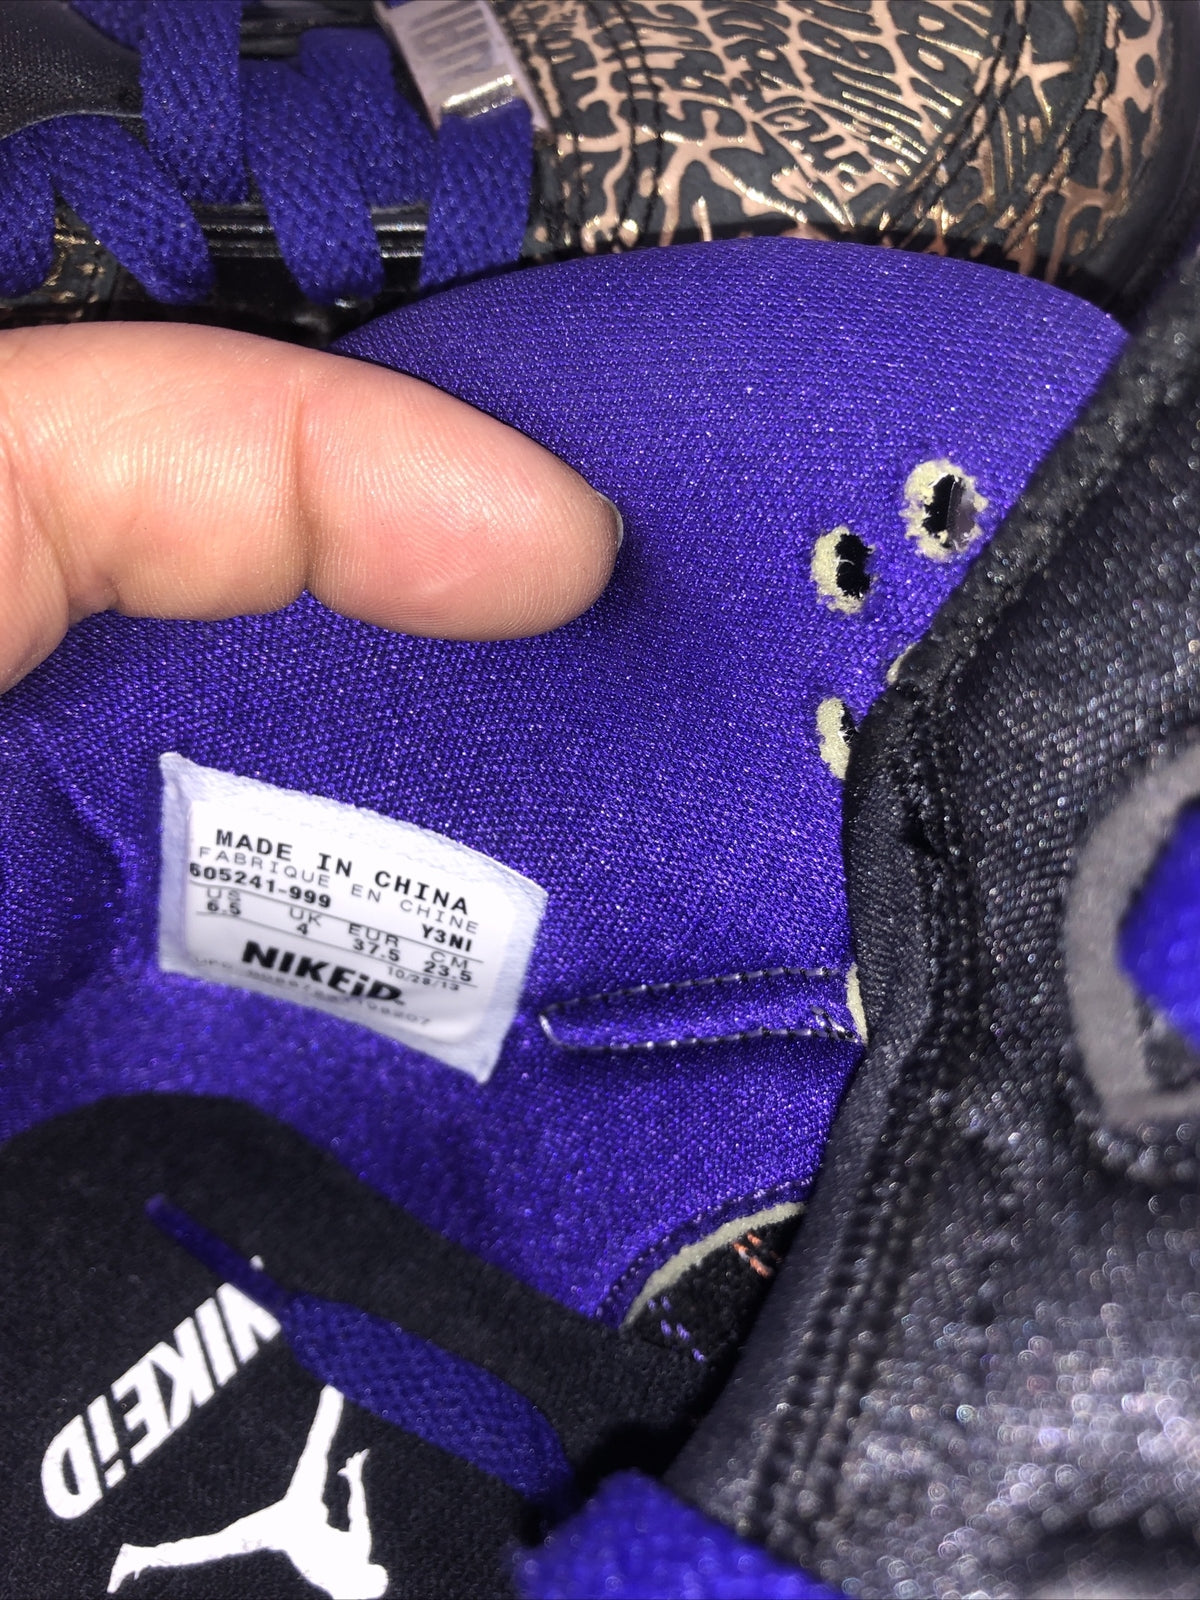 MADE IN CHINA
FABRIQUE EN CHINE
605241-999 Y3NI
US UK EUR CM
6.5 4 37.5 23.5
NIKEiD. 10/28/13
NIKEiD